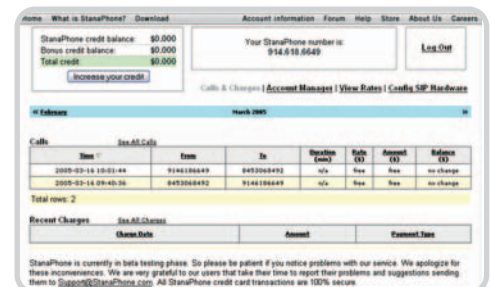 Home What is StanaPhone? Download Account information Forum Help Store About Us Careers
StanaPhone credit balance: $0.000
Bonus credit balance: $0.000
Total credit: $0.000
Increase your credit
Your StanaPhone number is:
914.618.6649
Log Out
Calls & Charges | Account Manager | View Rates | Config SIP Hardware
« February March 2005 »
Calls See All Calls
Time From To Duration (min) Rate ($) Amount ($) Balance ($)
2005-03-16 10:01:44 9146186649 8453068492 n/a free free no change
2005-03-16 09:40:36 8453068492 9146186649 n/a free free no change
Total rows: 2
Recent Charges See All Charges
Charge Date Amount Payment Type
StanaPhone is currently in beta testing phase. So please be patient if you notice problems with our service. We apologize for
these inconveniences. We are very grateful to our users that take their time to report their problems and suggestions sending
them to Support@StanaPhone.com. All StanaPhone credit card transactions are 100% secure.